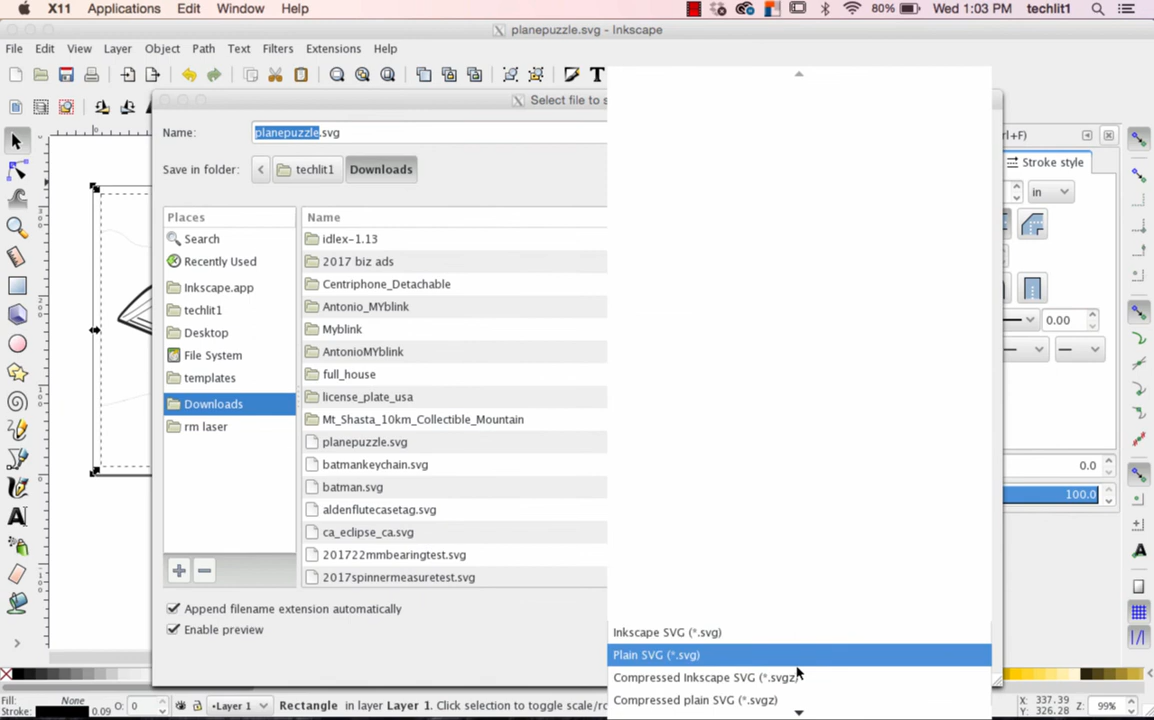 X11 Applications Edit Window Help 80% Wed 1:03 PM techlit1
planepuzzle.svg - Inkscape
File Edit View Layer Object Path Text Filters Extensions Help
Select file to s
Name: planepuzzle.svg
Save in folder: techlit1 Downloads
Places
Search
Recently Used
Inkscape.app
techlit1
Desktop
File System
templates
Downloads
rm laser
Name
idlex-1.13
2017 biz ads
Centriphone_Detachable
Antonio_MYblink
Myblink
AntonioMYblink
full_house
license_plate_usa
Mt_Shasta_10km_Collectible_Mountain
planepuzzle.svg
batmankeychain.svg
batman.svg
aldenflutecasetag.svg
ca_eclipse_ca.svg
201722mmbearingtest.svg
2017spinnermeasuretest.svg
Append filename extension automatically
Enable preview
Inkscape SVG (*.svg)
Plain SVG (*.svg)
Compressed Inkscape SVG (*.svgz)
Compressed plain SVG (*.svgz)
rl+F)
Stroke style
in
0.00
0.0
100.0
Fill: None
Stroke: 0.09 O: 0 Layer 1 Rectangle in layer Layer 1. Click selection to toggle scale/ro
X: 337.39
Y: 326.28
Z: 99%